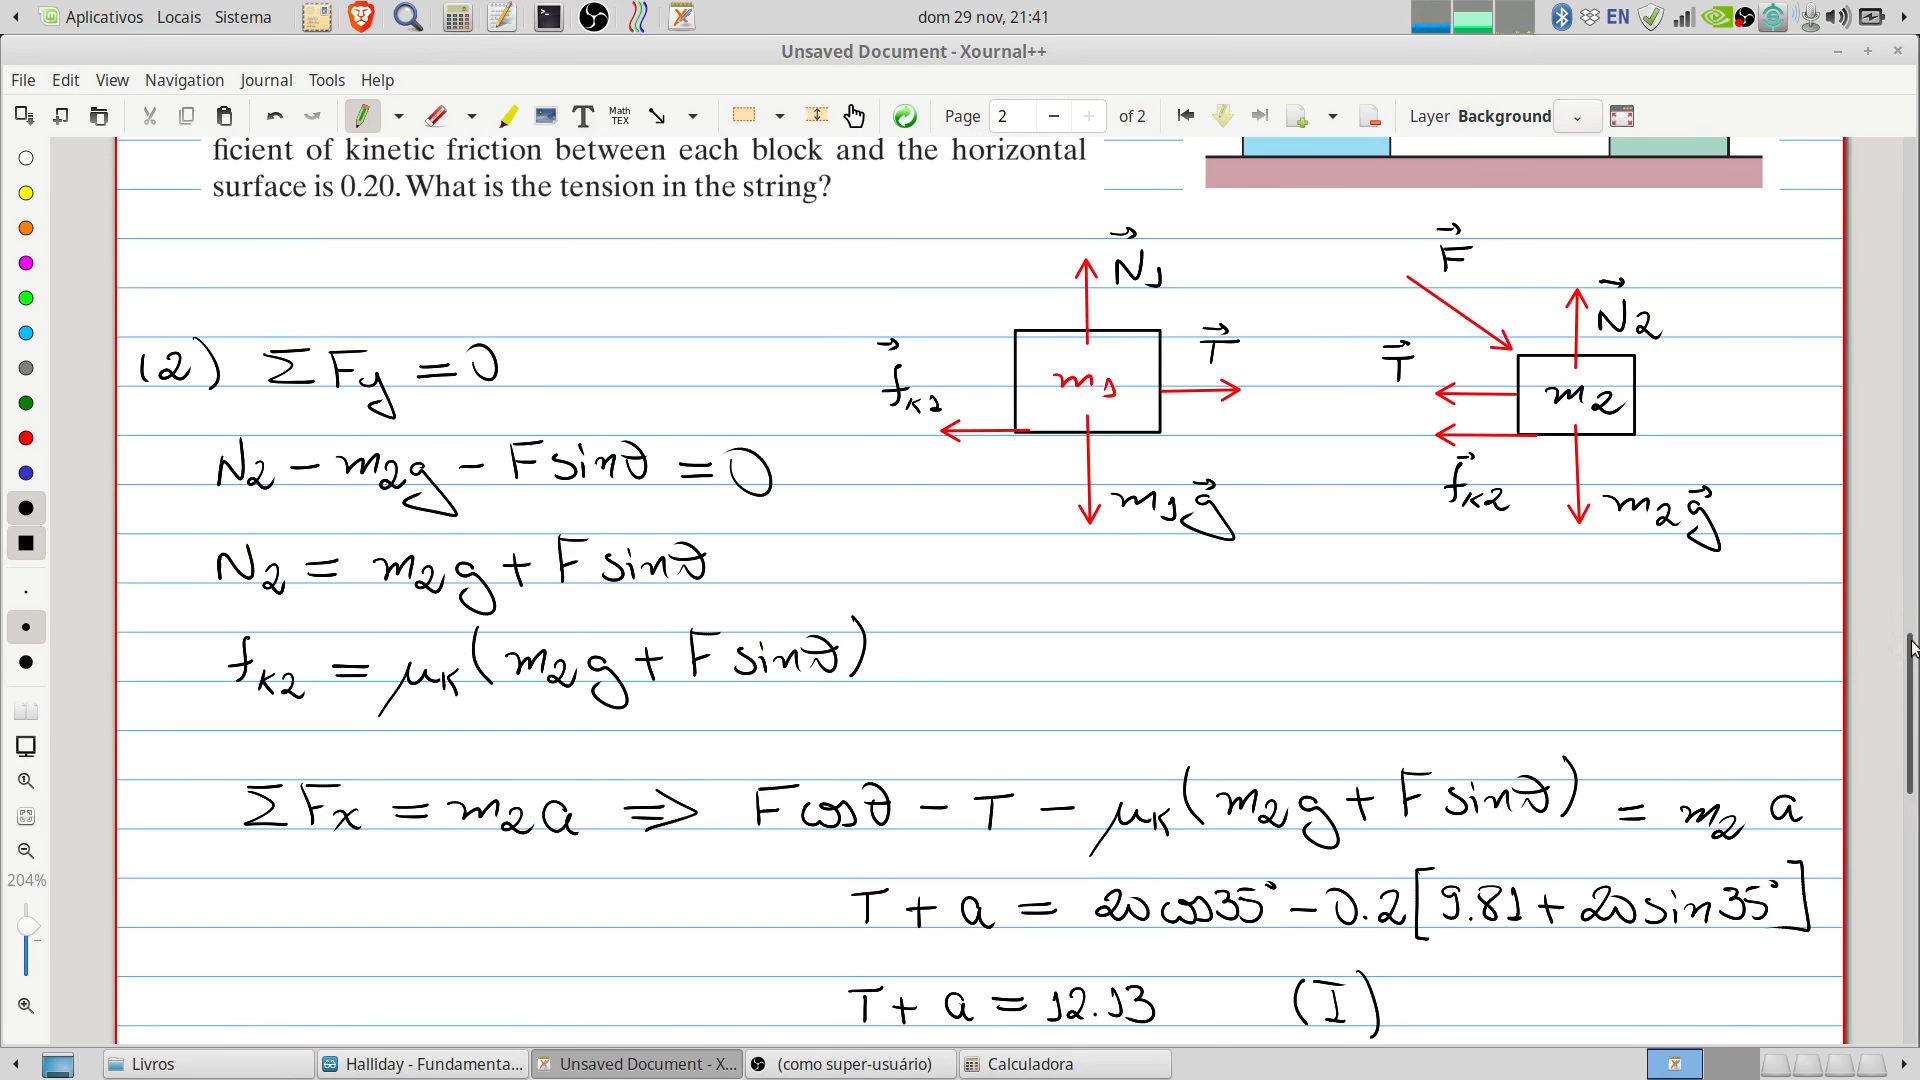 Aplicativos Locais Sistema dom 29 nov, 21:41 EN
Unsaved Document - Xournal++
File Edit View Navigation Journal Tools Help
Math TEX Page 2 of 2 Layer Background
ficient of kinetic friction between each block and the horizontal
surface is 0.20. What is the tension in the string?
N₁ F N₂
(2) ΣFy = 0
fk1 m₁ T T m₂
N₂ − m₂g − F sinθ = 0
m₁g fk2 m₂g
N₂ = m₂g + F sinθ
fk2 = μk(m₂g + F sinθ)
ΣFx = m₂a ⇒ F cosθ − T − μk(m₂g + F sinθ) = m₂ a
T + a = 20 cos35° − 0.2[9.81 + 20 sin35°]
T + a = 12.13 (I)
204%
Livros Halliday - Fundamenta... Unsaved Document - X... (como super-usuário) Calculadora